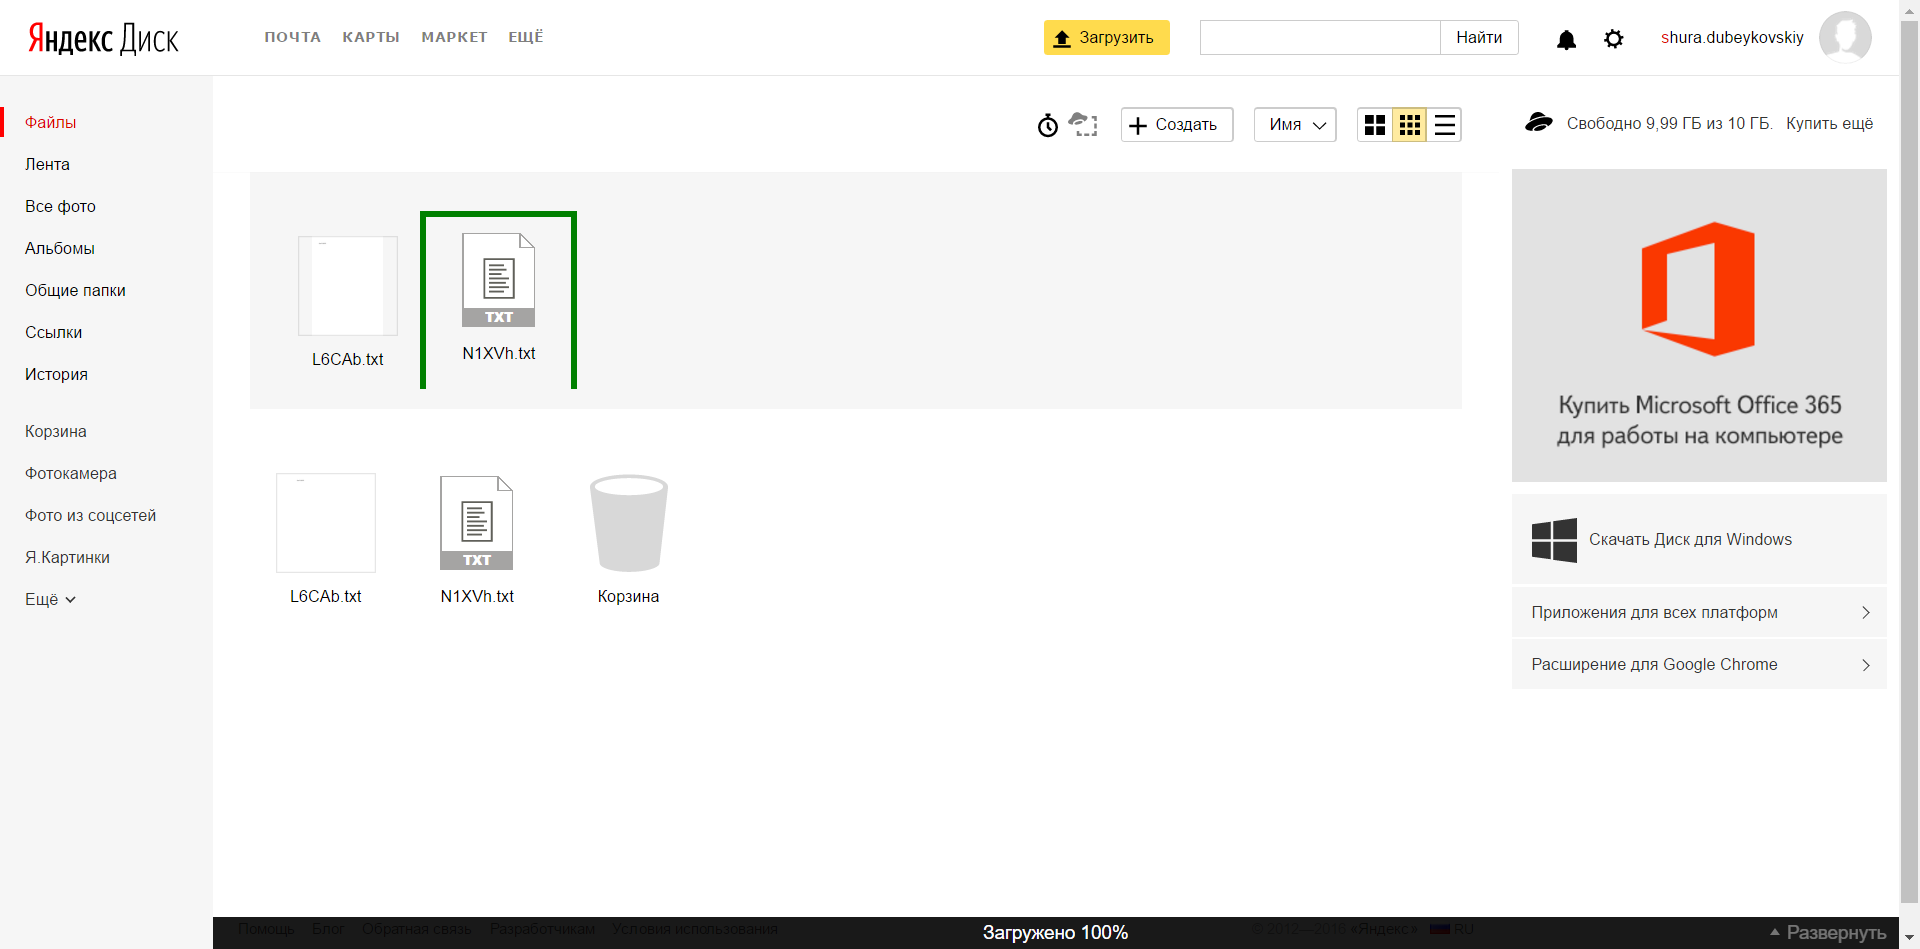 Яндекс Диск
ПОЧТА КАРТЫ МАРКЕТ ЕЩЁ
Загрузить
Найти
shura.dubeykovskiy
Файлы
Лента
Все фото
Альбомы
Общие папки
Ссылки
История
Корзина
Фотокамера
Фото из соцсетей
Я.Картинки
Ещё
Создать
Имя
Свободно 9,99 ГБ из 10 ГБ. Купить ещё
TXT
L6CAb.txt
N1XVh.txt
TXT
L6CAb.txt
N1XVh.txt
Корзина
Купить Microsoft Office 365
для работы на компьютере
Скачать Диск для Windows
Приложения для всех платформ
Расширение для Google Chrome
Помощь Блог Обратная связь Разработчикам Условия использования
Загружено 100%
© 2012—2016 «Яндекс» RU
Развернуть